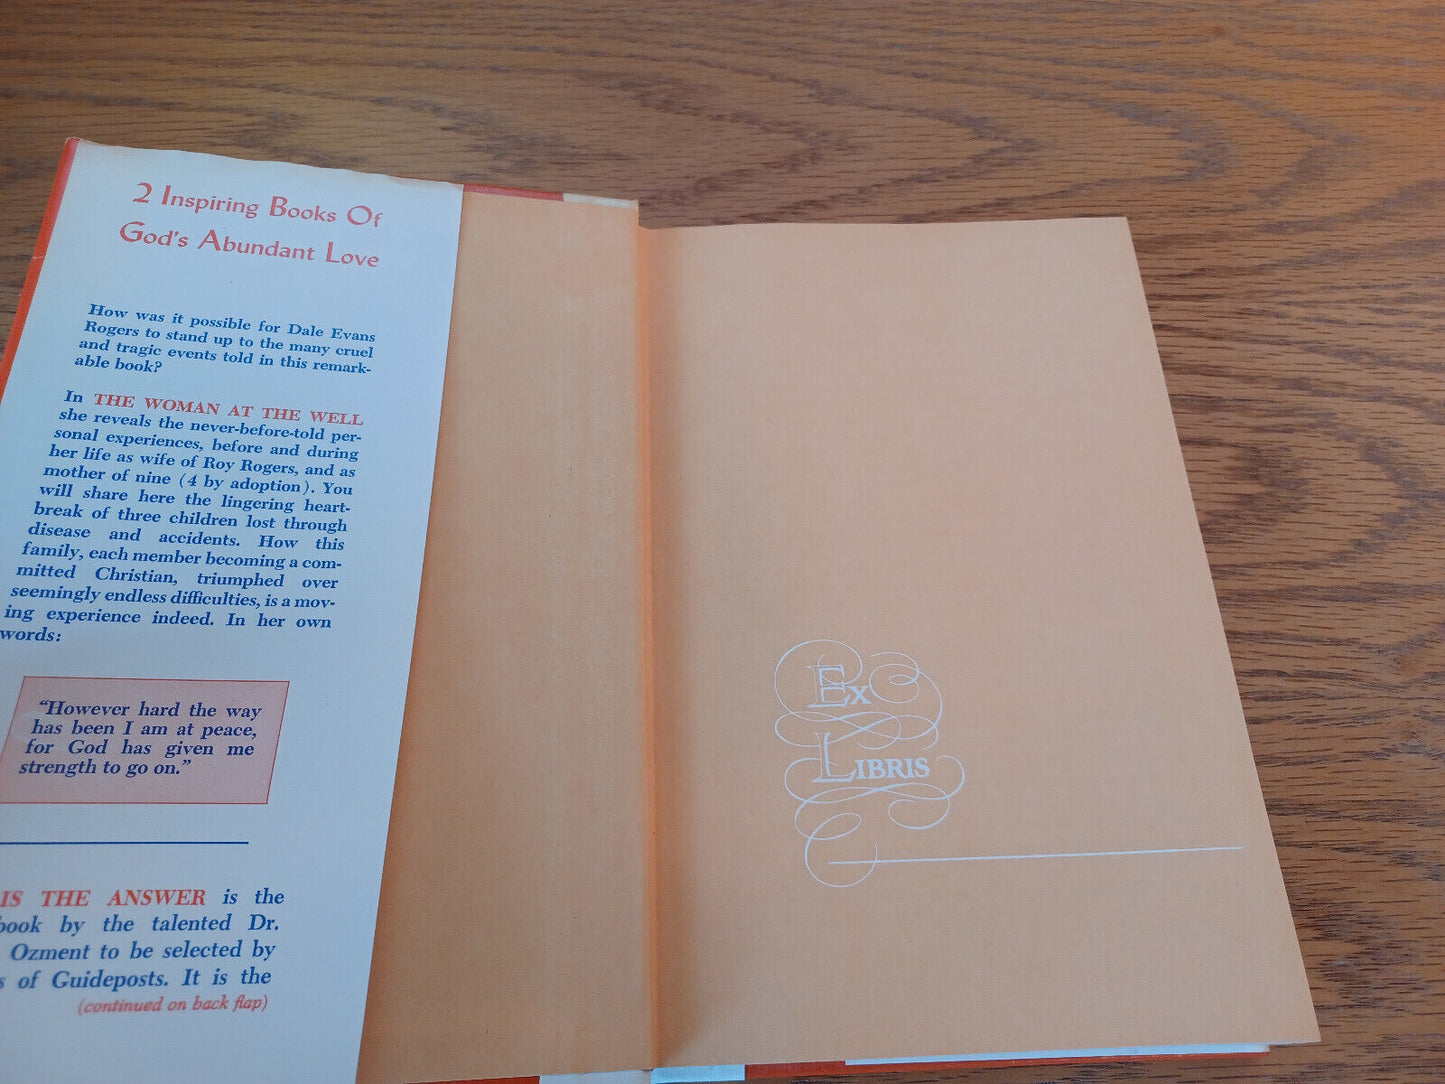 2 Inspiring Books Of
God's Abundant Love
How was it possible for Dale Evans
Rogers to stand up to the many cruel
and tragic events told in this remark-
able book?
In THE WOMAN AT THE WELL
she reveals the never-before-told per-
sonal experiences, before and during
her life as wife of Roy Rogers, and as
mother of nine (4 by adoption). You
will share here the lingering heart-
break of three children lost through
disease and accidents. How this
family, each member becoming a com-
mitted Christian, triumphed over
seemingly endless difficulties, is a mov-
ing experience indeed. In her own
words:
"However hard the way
has been I am at peace,
for God has given me
strength to go on."
IS THE ANSWER is the
book by the talented Dr.
Ozment to be selected by
of Guideposts. It is the
(continued on back flap)
Ex
Libris